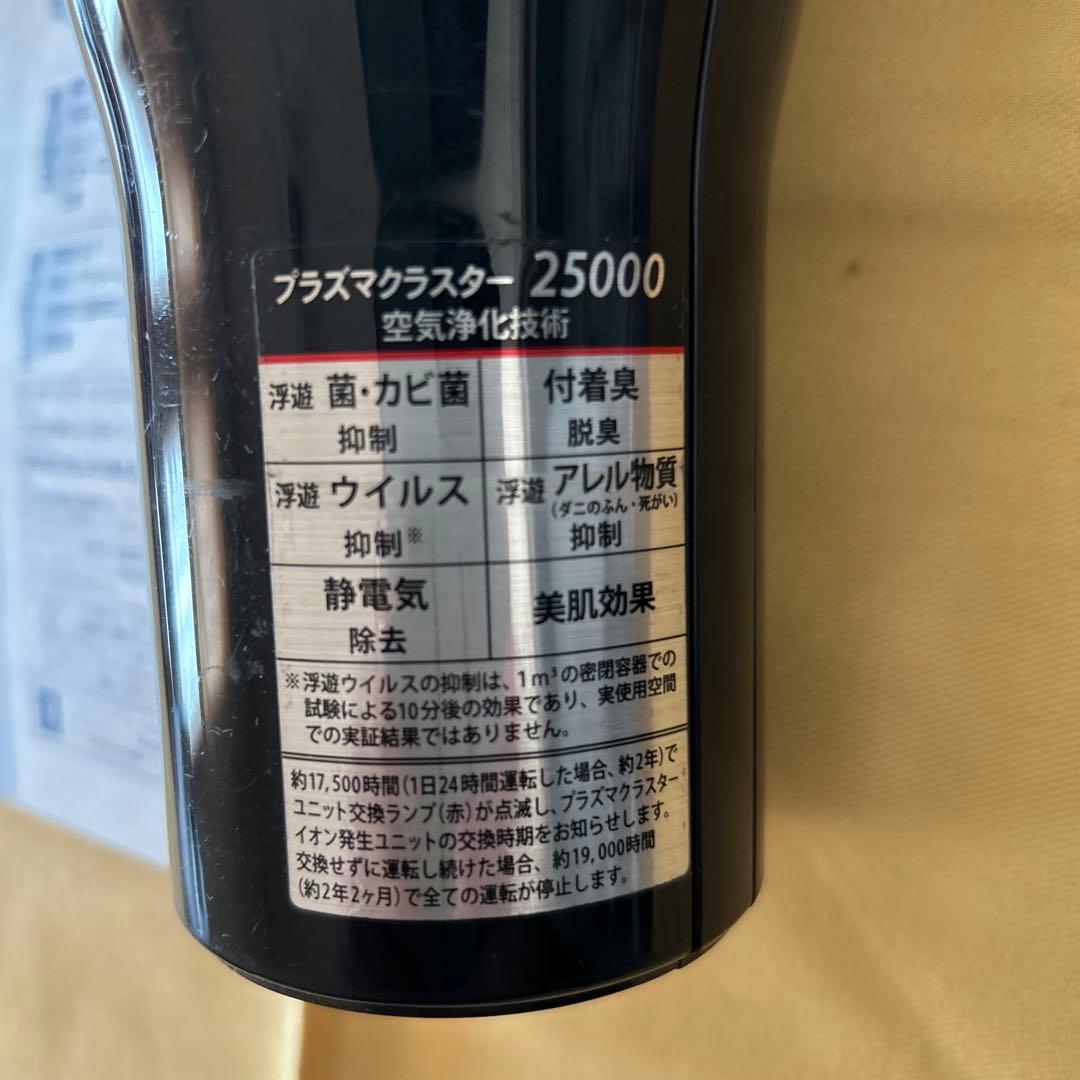 プラズマクラスター 25000
空気浄化技術
浮遊 菌・カビ菌
抑制
付着臭
脱臭
浮遊 ウイルス
抑制※
浮遊 アレル物質
(ダニのふん・死がい)
抑制
静電気
除去
美肌効果
※浮遊ウイルスの抑制は、1m³の密閉容器での
試験による10分後の効果であり、実使用空間
での実証結果ではありません。
約17,500時間(1日24時間運転した場合、約2年)で
ユニット交換ランプ(赤)が点滅し、プラズマクラスター
イオン発生ユニットの交換時期をお知らせします。
交換せずに運転し続けた場合、約19,000時間
(約2年2ヶ月)で全ての運転が停止します。